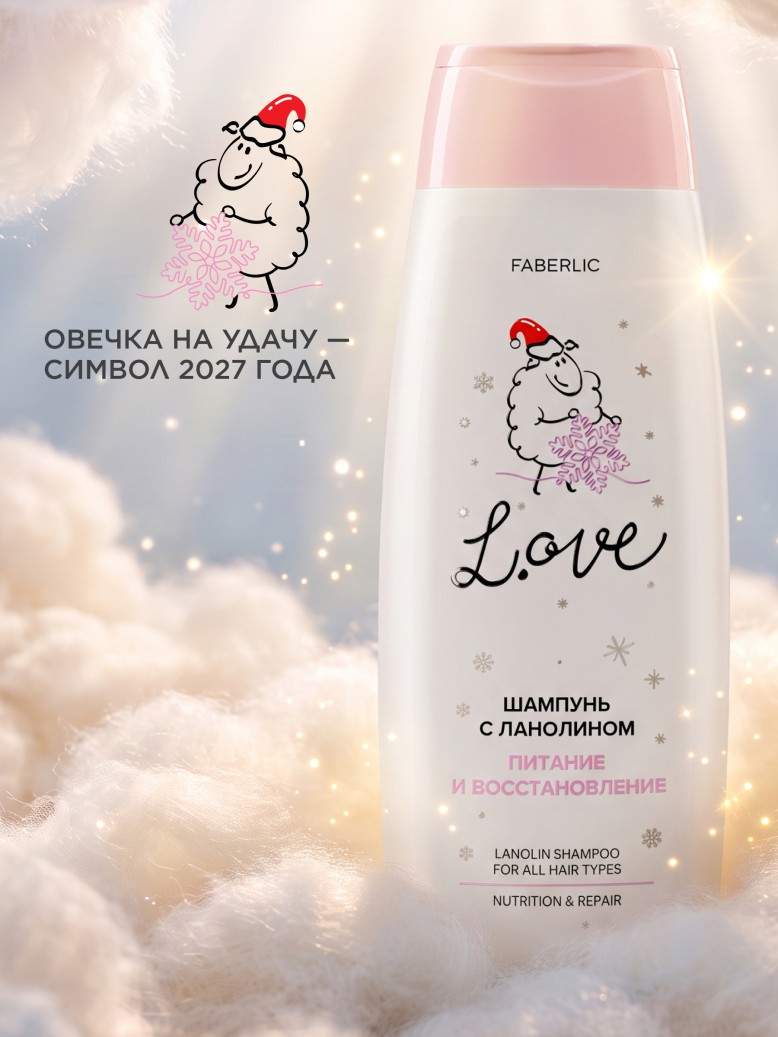 ОВЕЧКА НА УДАЧУ —
СИМВОЛ 2027 ГОДА
FABERLIC
Love
ШАМПУНЬ
С ЛАНОЛИНОМ
ПИТАНИЕ
И ВОССТАНОВЛЕНИЕ
LANOLIN SHAMPOO
FOR ALL HAIR TYPES
NUTRITION & REPAIR